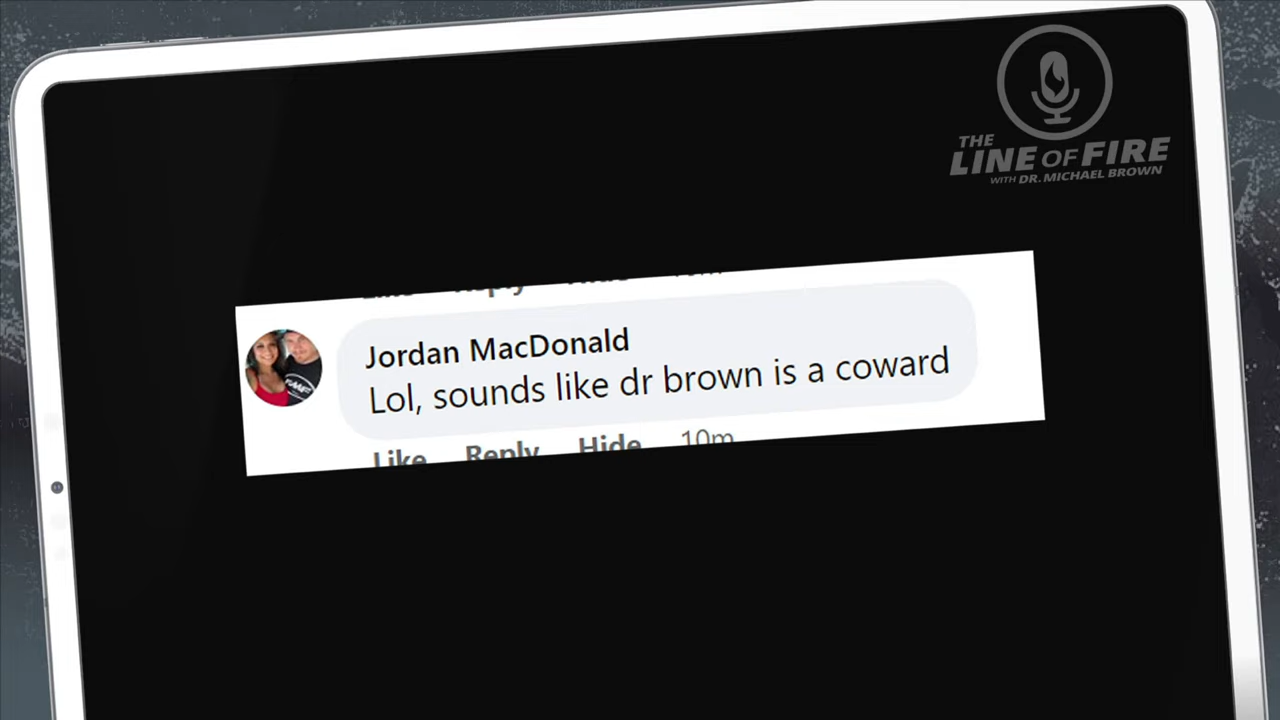 THE
LINE OF FIRE
WITH DR. MICHAEL BROWN
Jordan MacDonald
Lol, sounds like dr brown is a coward
Like Reply Hide 10m